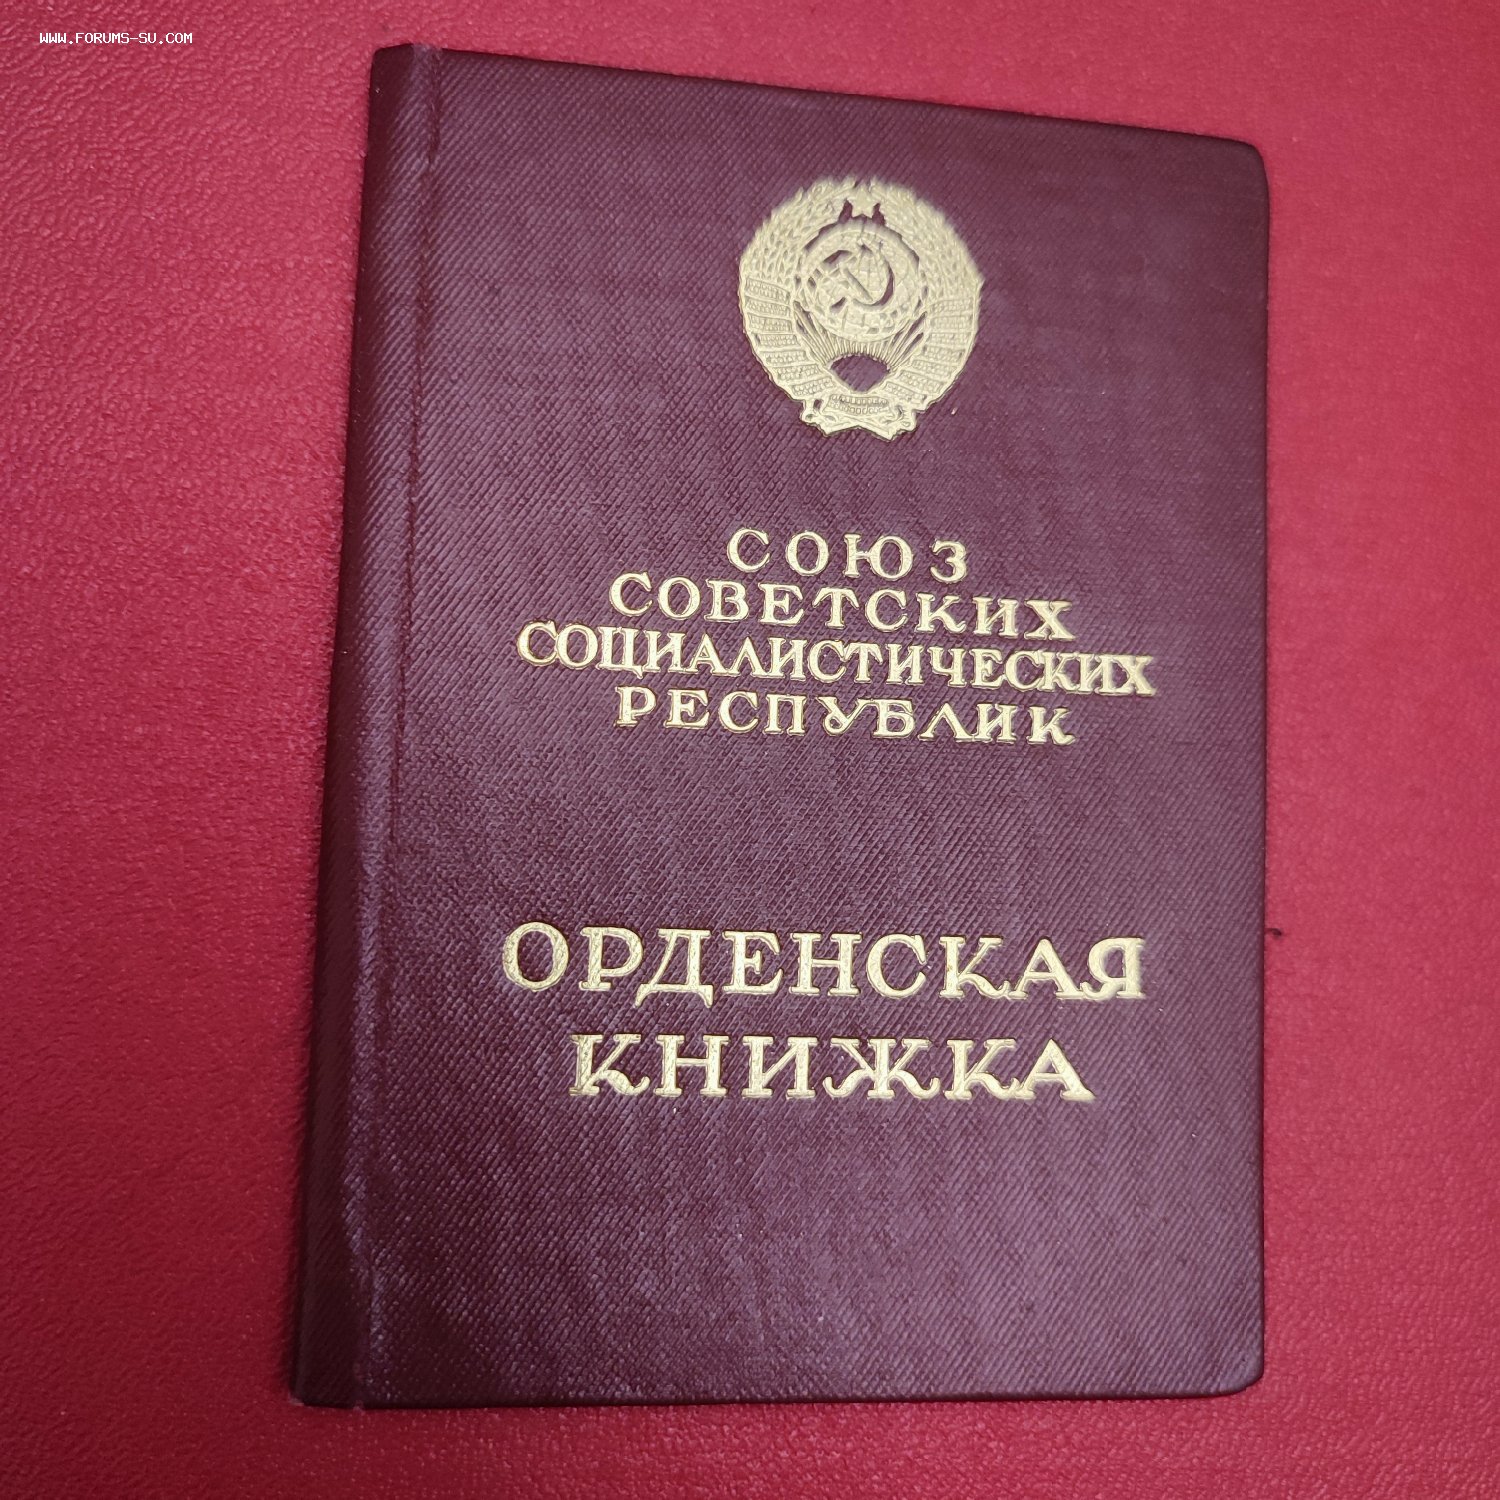 WWW.FORUMS-SU.COM
СОЮЗ
СОВЕТСКИХ
СОЦИАЛИСТИЧЕСКИХ
РЕСПУБЛИК
ОРДЕНСКАЯ
КНИЖКА